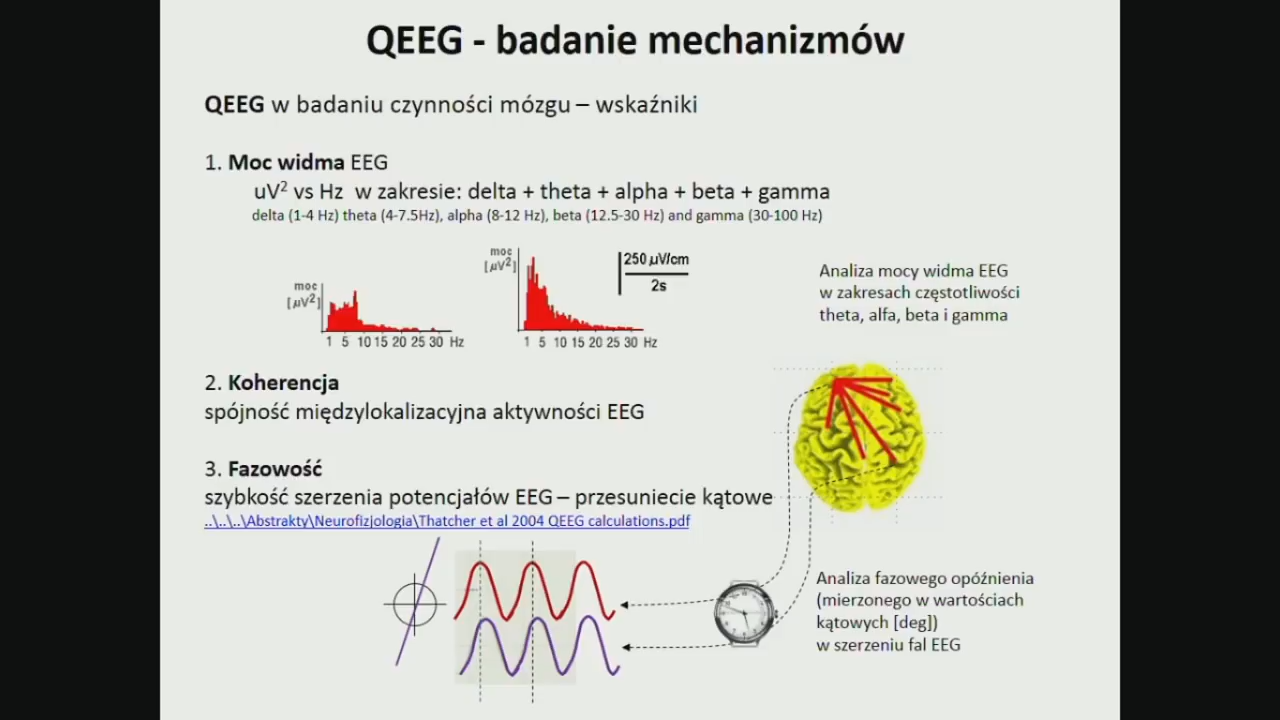 QEEG - badanie mechanizmów
QEEG w badaniu czynności mózgu – wskaźniki
1. Moc widma EEG
uV² vs Hz w zakresie: delta + theta + alpha + beta + gamma
delta (1-4 Hz) theta (4-7.5Hz), alpha (8-12 Hz), beta (12.5-30 Hz) and gamma (30-100 Hz)
moc
[µV²]
1 5 10 15 20 25 30 Hz
moc
[µV²]
1 5 10 15 20 25 30 Hz
250 µV/cm
2s
Analiza mocy widma EEG
w zakresach częstotliwości
theta, alfa, beta i gamma
2. Koherencja
spójność międzylokalizacyjna aktywności EEG
3. Fazowość
szybkość szerzenia potencjałów EEG – przesuniecie kątowe
..\..\..\Abstrakty\Neurofizjologia\Thatcher et al 2004 QEEG calculations.pdf
Analiza fazowego opóźnienia
(mierzonego w wartościach
kątowych [deg])
w szerzeniu fal EEG